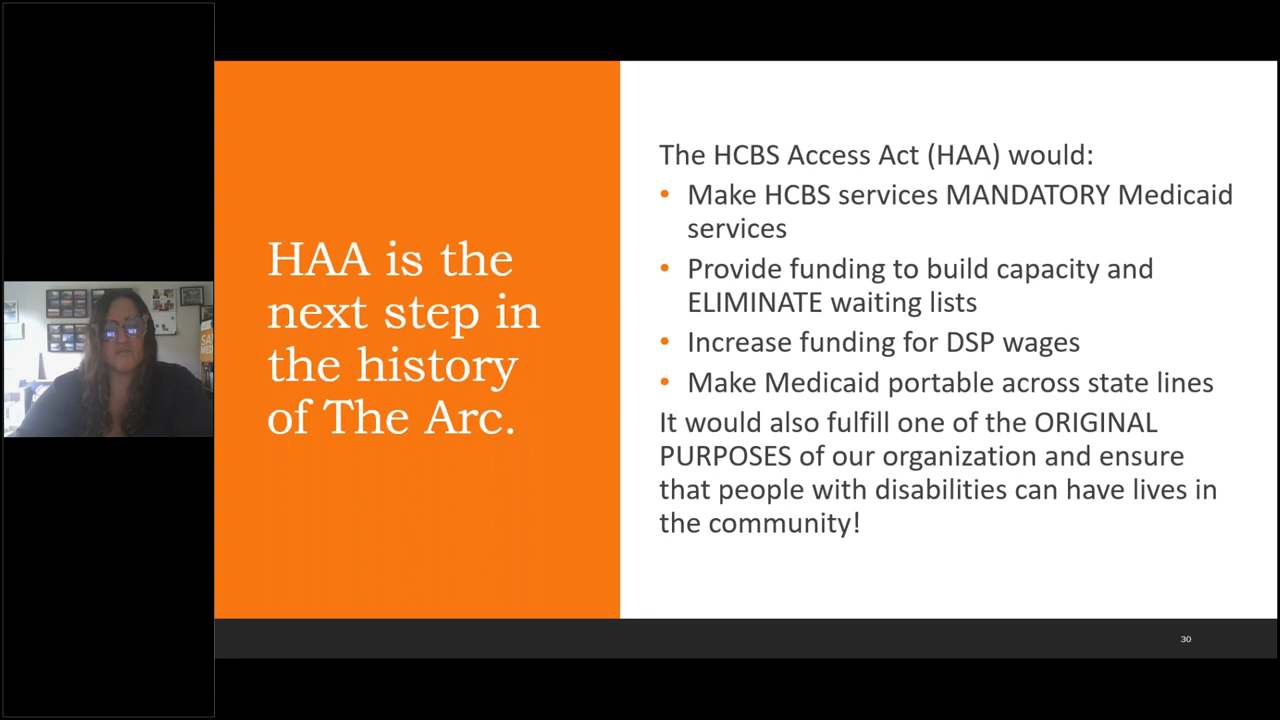 HAA is the
next step in
the history
of The Arc.
The HCBS Access Act (HAA) would:
• Make HCBS services MANDATORY Medicaid
services
• Provide funding to build capacity and
ELIMINATE waiting lists
• Increase funding for DSP wages
• Make Medicaid portable across state lines
It would also fulfill one of the ORIGINAL
PURPOSES of our organization and ensure
that people with disabilities can have lives in
the community!
30